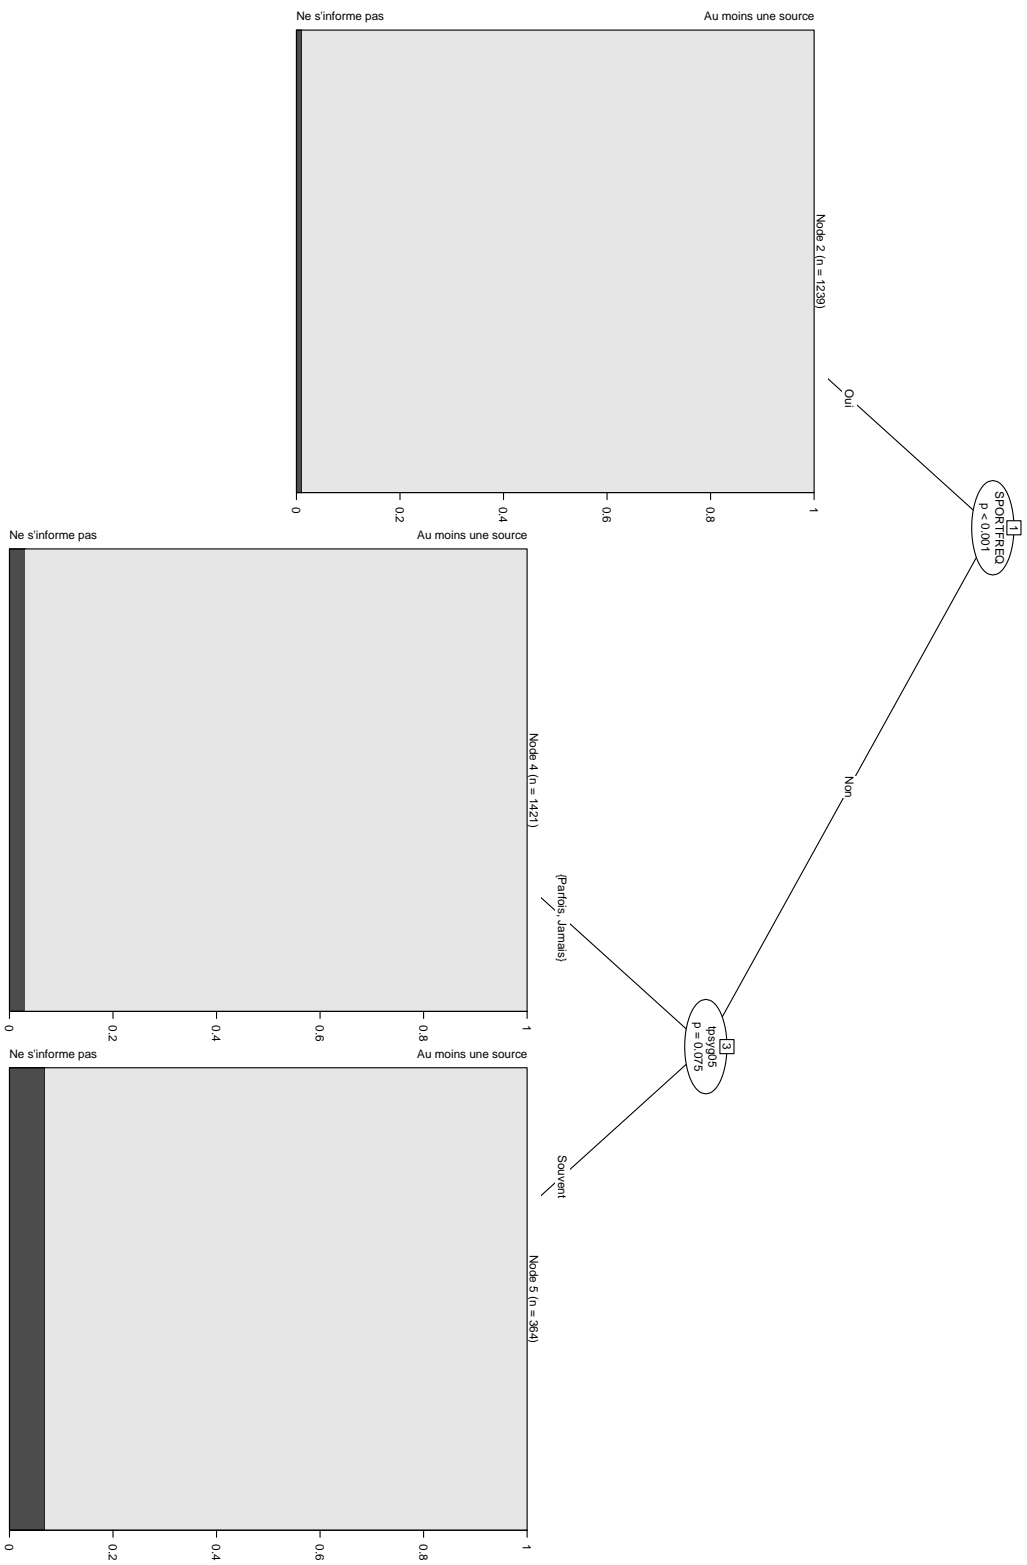 1
SPORTFREQ
p < 0.001
Oui
Non
3
tpsyg05
p = 0.075
{Parfois, Jamais}
Souvent
Node 2 (n = 1239)
Au moins une source
Ne s'informe pas
1
0.8
0.6
0.4
0.2
0
Node 4 (n = 1421)
Au moins une source
Ne s'informe pas
1
0.8
0.6
0.4
0.2
0
Node 5 (n = 364)
Au moins une source
Ne s'informe pas
1
0.8
0.6
0.4
0.2
0